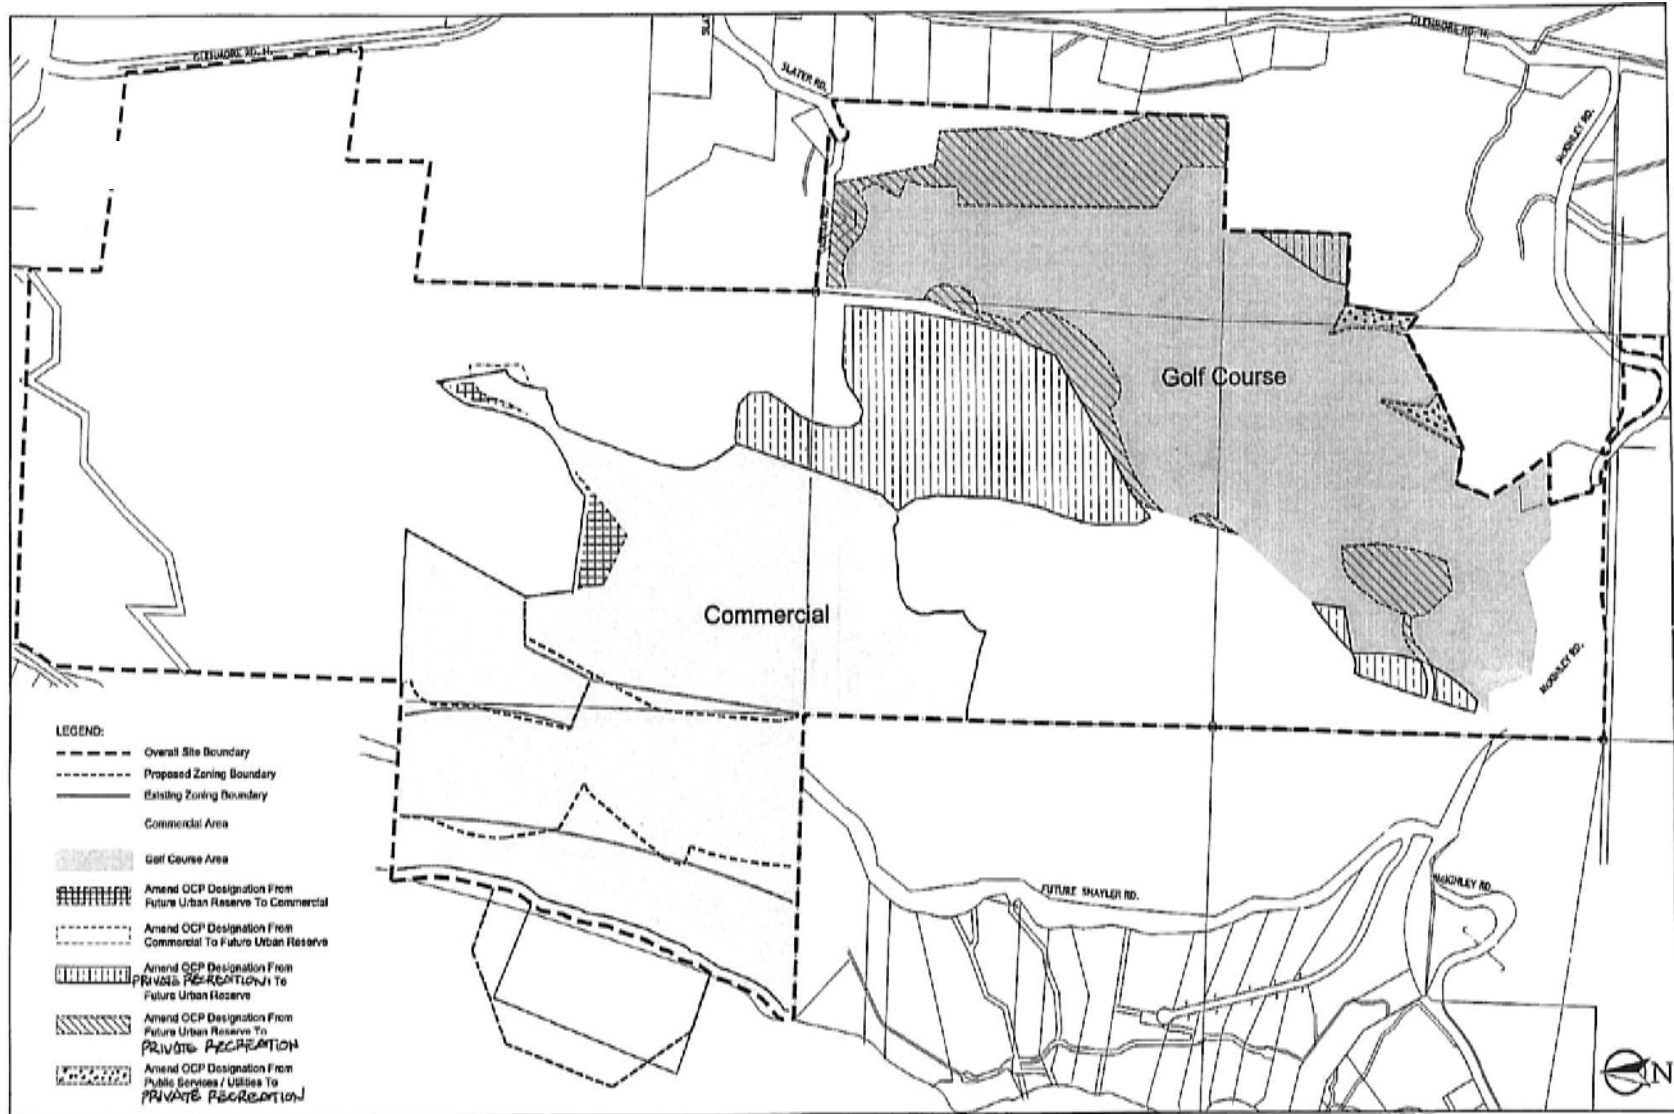 GLENMORE RD. N.
SLATER RD.
GLENMORE RD. N.
McKINLEY RD.
Golf Course
Commercial
McKINLEY RD.
LEGEND:
Overall Site Boundary
Proposed Zoning Boundary
Existing Zoning Boundary
Commercial Area
Golf Course Area
Amend OCP Designation From
Future Urban Reserve To Commercial
Amend OCP Designation From
Commercial To Future Urban Reserve
Amend OCP Designation From
PRIVATE RECREATION To
Future Urban Reserve
Amend OCP Designation From
Future Urban Reserve To
PRIVATE RECREATION
Amend OCP Designation From
Public Services / Utilities To
PRIVATE RECREATION
FUTURE SHAYLER RD.
McKINLEY RD.
N